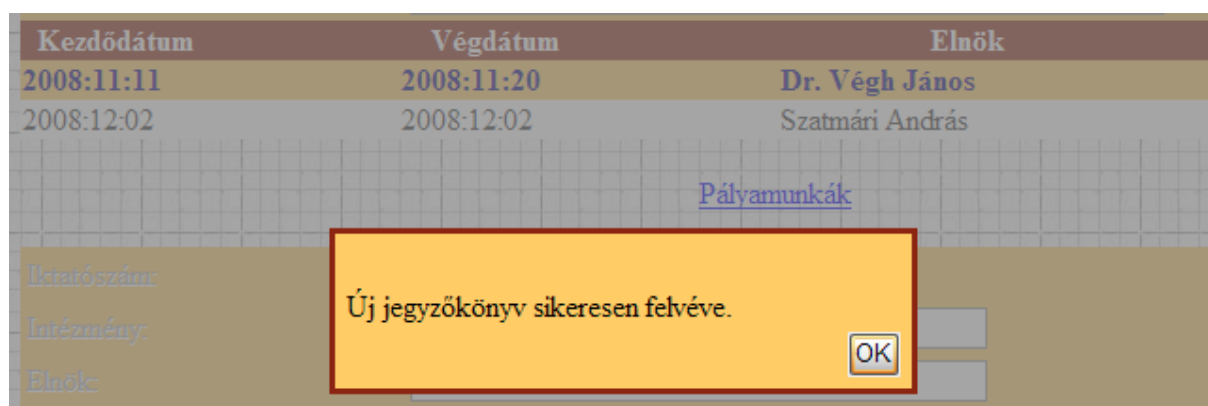 Kezdődátum Végdátum Elnök
2008:11:11 2008:11:20 Dr. Végh János
2008:12:02 2008:12:02 Szatmári András
Pályamunkák
Iktatószám:
Új jegyzőkönyv sikeresen felvéve.
Intézmény:
OK
Elnök: